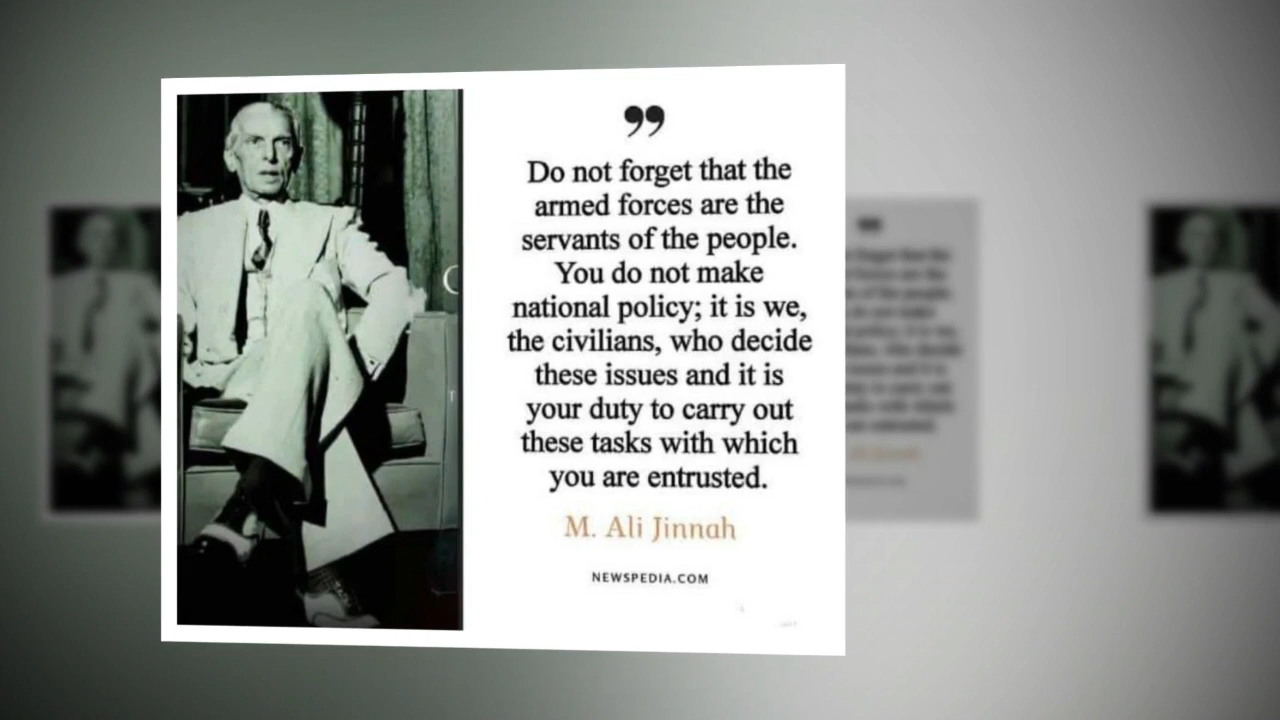 ”
Do not forget that the
armed forces are the
servants of the people.
You do not make
national policy; it is we,
the civilians, who decide
these issues and it is
your duty to carry out
these tasks with which
you are entrusted.
M. Ali Jinnah
NEWSPEDIA.COM